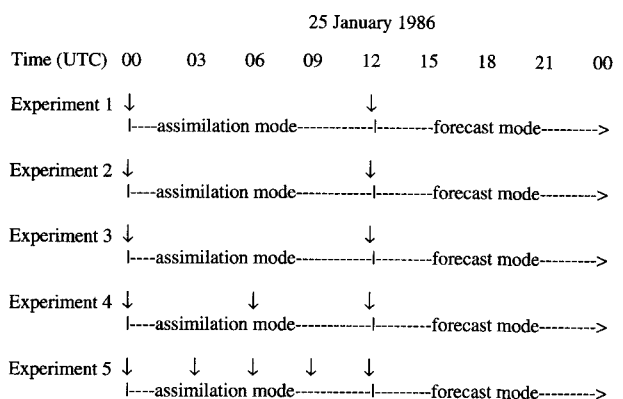 25 January 1986
Time (UTC) 00 03 06 09 12 15 18 21 00
Experiment 1 ↓ ↓
|----assimilation mode------------|--------forecast mode--------->
Experiment 2 ↓ ↓
|----assimilation mode------------|--------forecast mode--------->
Experiment 3 ↓ ↓
|----assimilation mode------------|--------forecast mode--------->
Experiment 4 ↓ ↓ ↓
|----assimilation mode------------|--------forecast mode--------->
Experiment 5 ↓ ↓ ↓ ↓ ↓
|----assimilation mode------------|--------forecast mode--------->